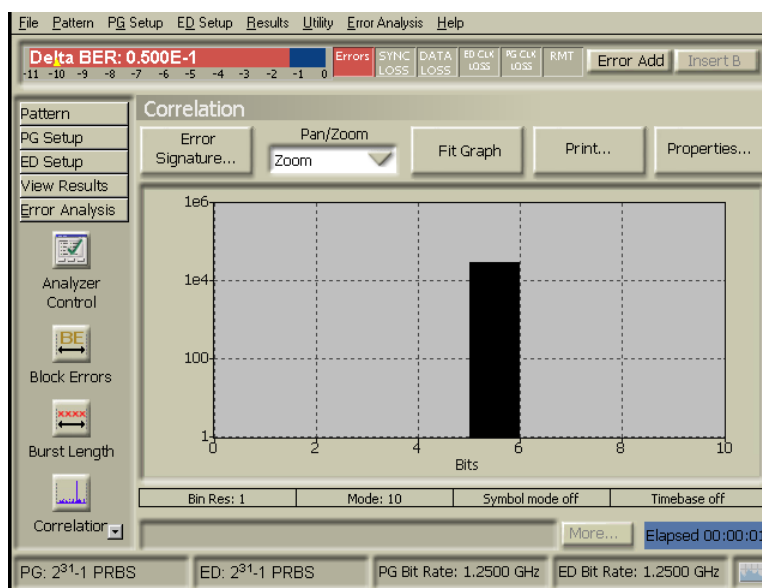 File Pattern PG Setup ED Setup Results Utility Error Analysis Help
Delta BER: 0.500E-1
-11 -10 -9 -8 -7 -6 -5 -4 -3 -2 -1 0
Errors
SYNC LOSS
DATA LOSS
ED CLK LOSS
PG CLK LOSS
RMT
Error Add
Insert B
Pattern
PG Setup
ED Setup
View Results
Error Analysis
Analyzer
Control
Block Errors
Burst Length
Correlation
Correlation
Error
Signature...
Pan/Zoom
Zoom
Fit Graph
Print...
Properties...
1e6
1e4
100
1
0 2 4 6 8 10
Bits
Bin Res: 1 Mode: 10 Symbol mode off Timebase off
More...
Elapsed 00:00:01
PG: 2³¹-1 PRBS ED: 2³¹-1 PRBS PG Bit Rate: 1.2500 GHz ED Bit Rate: 1.2500 GHz